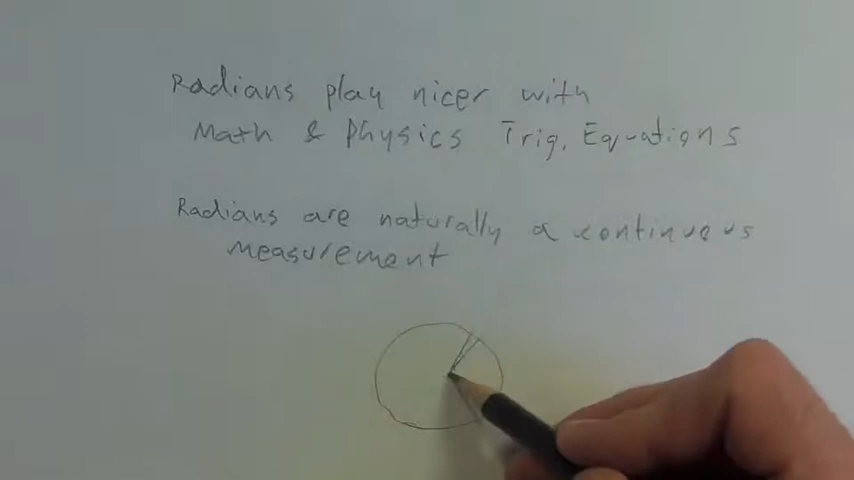 Radians play nicer with
Math & Physics Trig. Equations
Radians are naturally a continuous
measurement